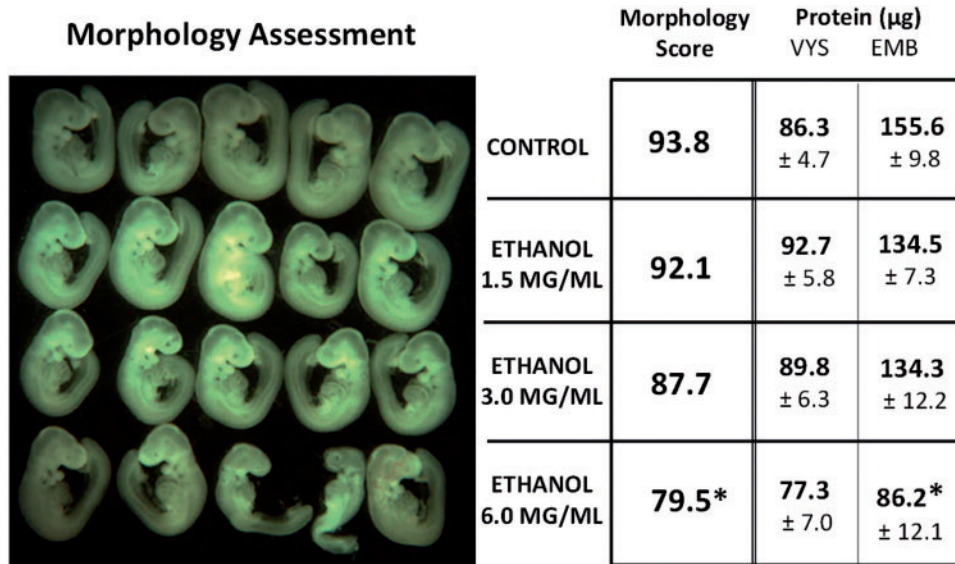 Morphology Assessment
Morphology
Score
Protein (μg)
VYS EMB
CONTROL
93.8
86.3
± 4.7
155.6
± 9.8
ETHANOL
1.5 MG/ML
92.1
92.7
± 5.8
134.5
± 7.3
ETHANOL
3.0 MG/ML
87.7
89.8
± 6.3
134.3
± 12.2
ETHANOL
6.0 MG/ML
79.5*
77.3
± 7.0
86.2*
± 12.1